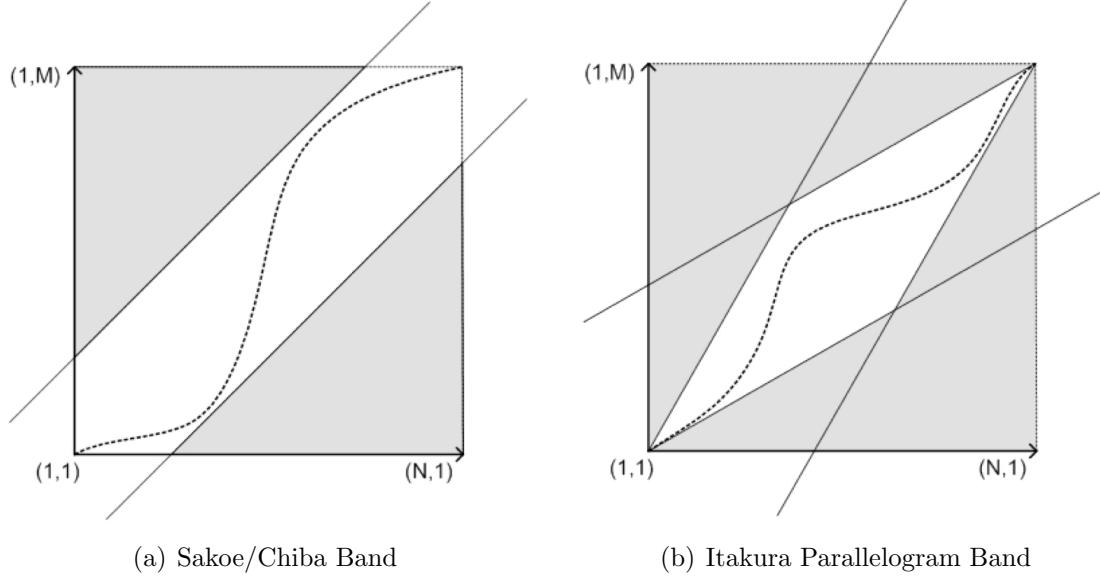 (1,M)
(1,1)
(N,1)
(a) Sakoe/Chiba Band
(1,M)
(1,1)
(N,1)
(b) Itakura Parallelogram Band